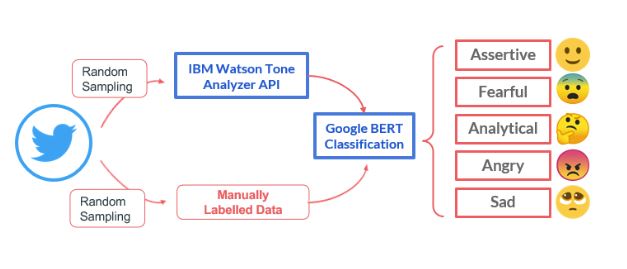 Random
Sampling
IBM Watson Tone
Analyzer API
Google BERT
Classification
Random
Sampling
Manually
Labelled Data
Assertive
Fearful
Analytical
Angry
Sad